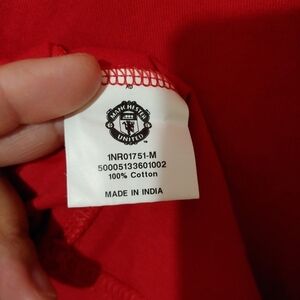 MANCHESTER
UNITED
1NR01751-M
50005133601002
100% Cotton
MADE IN INDIA